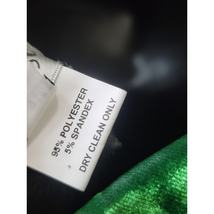 95% POLYESTER
5% SPANDEX
DRY CLEAN ONLY